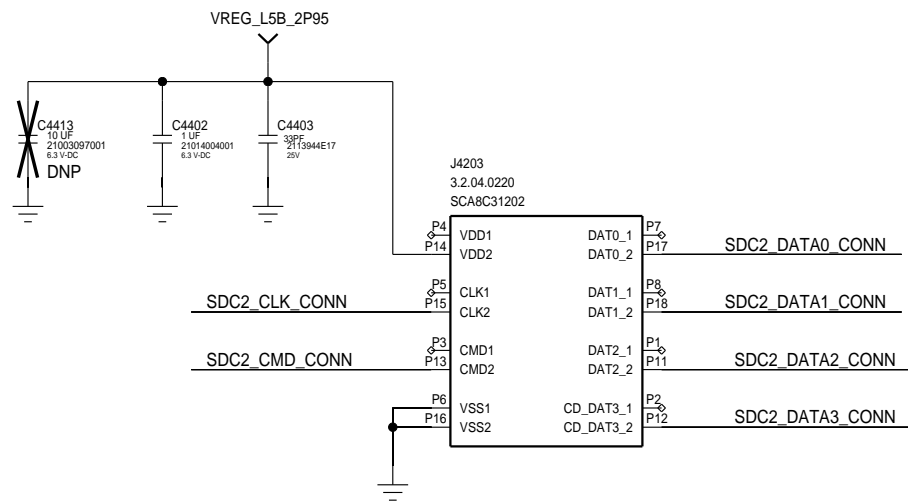 VREG_L5B_2P95
C4413
10 UF
21003097001
6.3 V-DC
DNP
C4402
1 UF
21014004001
6.3 V-DC
C4403
33PF
2113944E17
25V
J4203
3.2.04.0220
SCA8C31202
P4 VDD1 DAT0_1 P7
P14 VDD2 DAT0_2 P17 SDC2_DATA0_CONN
P5 CLK1 DAT1_1 P8
SDC2_CLK_CONN P15 CLK2 DAT1_2 P18 SDC2_DATA1_CONN
P3 CMD1 DAT2_1 P1
SDC2_CMD_CONN P13 CMD2 DAT2_2 P11 SDC2_DATA2_CONN
P6 VSS1 CD_DAT3_1 P2
P16 VSS2 CD_DAT3_2 P12 SDC2_DATA3_CONN